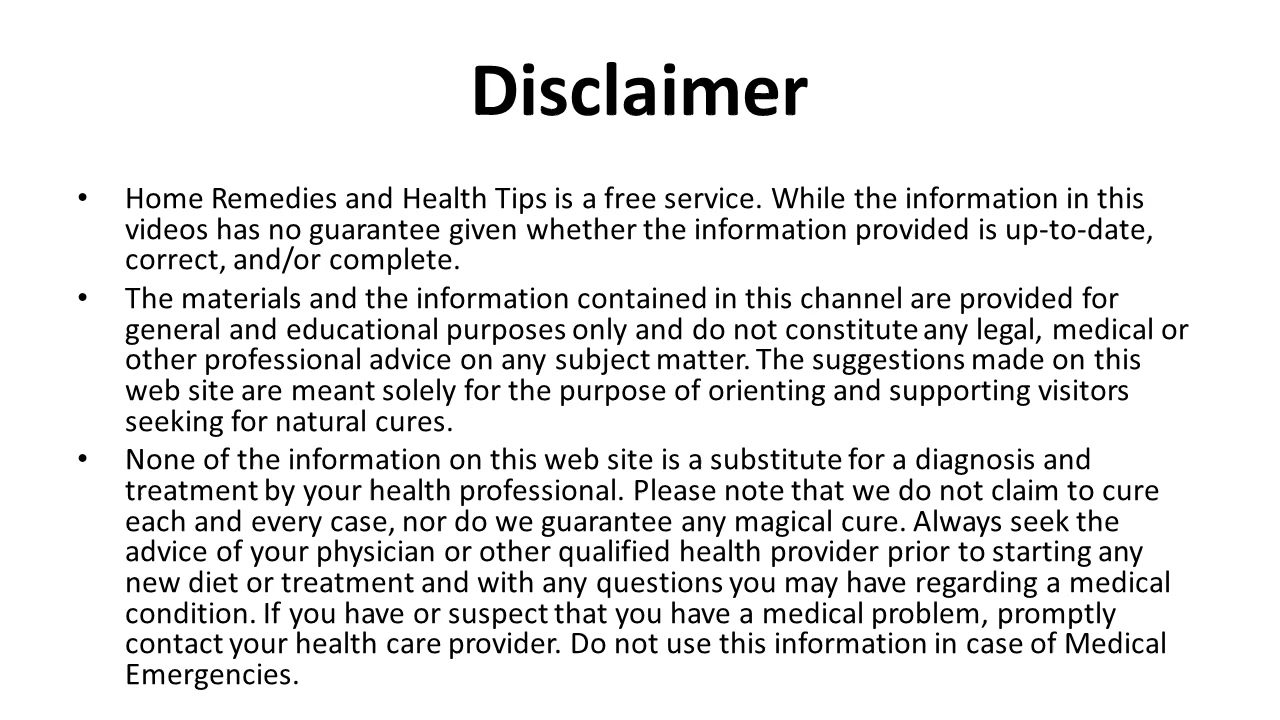 Disclaimer
• Home Remedies and Health Tips is a free service. While the information in this
videos has no guarantee given whether the information provided is up-to-date,
correct, and/or complete.
• The materials and the information contained in this channel are provided for
general and educational purposes only and do not constitute any legal, medical or
other professional advice on any subject matter. The suggestions made on this
web site are meant solely for the purpose of orienting and supporting visitors
seeking for natural cures.
• None of the information on this web site is a substitute for a diagnosis and
treatment by your health professional. Please note that we do not claim to cure
each and every case, nor do we guarantee any magical cure. Always seek the
advice of your physician or other qualified health provider prior to starting any
new diet or treatment and with any questions you may have regarding a medical
condition. If you have or suspect that you have a medical problem, promptly
contact your health care provider. Do not use this information in case of Medical
Emergencies.